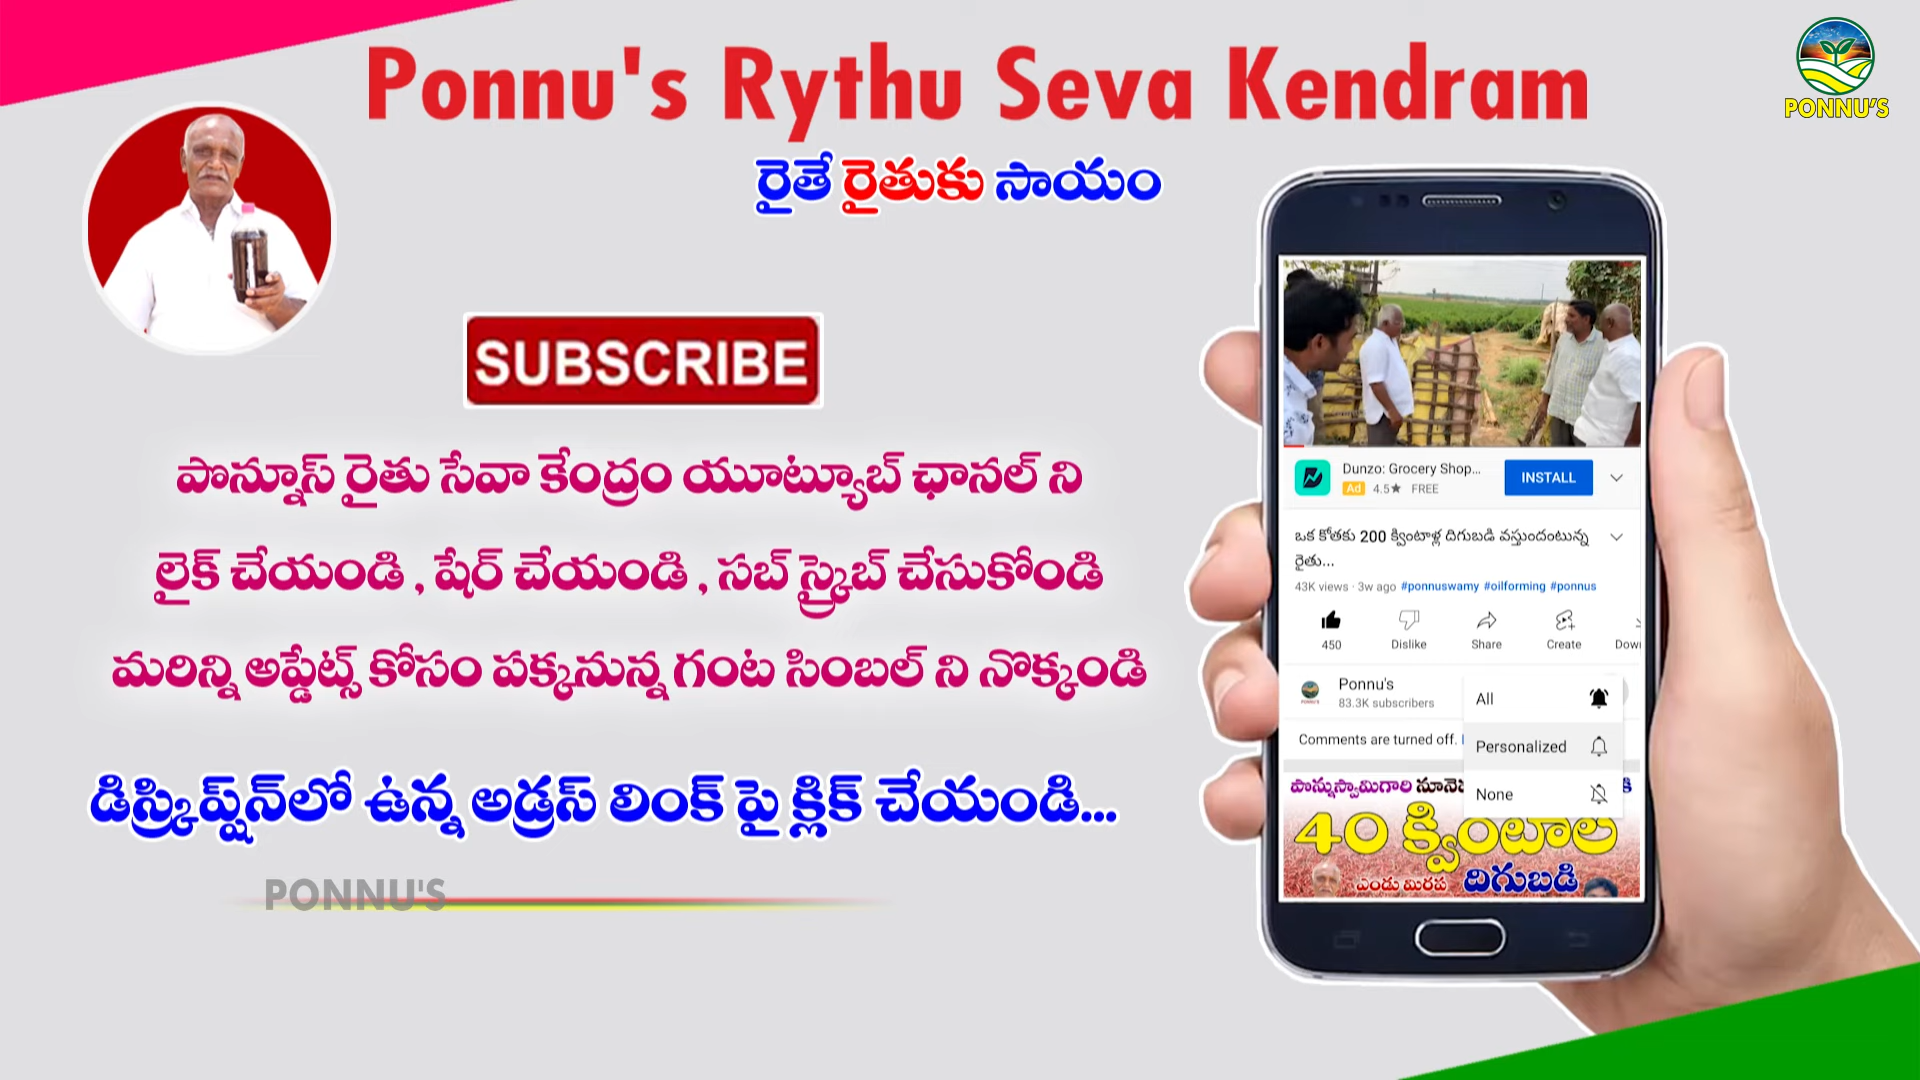 Ponnu's Rythu Seva Kendram
PONNU'S
రైతే రైతుకు సాయం
SUBSCRIBE
పొన్నూస్ రైతు సేవా కేంద్రం యూట్యూబ్ ఛానల్ ని
లైక్ చేయండి , షేర్ చేయండి , సబ్ స్క్రైబ్ చేసుకోండి
మరిన్ని అప్డేట్స్ కోసం పక్కనున్న గంట సింబల్ ని నొక్కండి
డిస్క్రిప్షన్‌లో ఉన్న అడ్రస్ లింక్ పై క్లిక్ చేయండి...
PONNU'S
Dunzo: Grocery Shop...
Ad 4.5★ FREE
INSTALL
ఒక కోతకు 200 క్వింటాళ్ల దిగుబడి వస్తుందంటున్న
రైతు...
43K views · 3w ago #ponnuswamy #oilforming #ponnus
450 Dislike Share Create
Ponnu's
83.3K subscribers
All
Personalized
None
Comments are turned off.
పొన్నుస్వామిగారి
40 క్వింటాల
ఎండు మిరప దిగుబడి